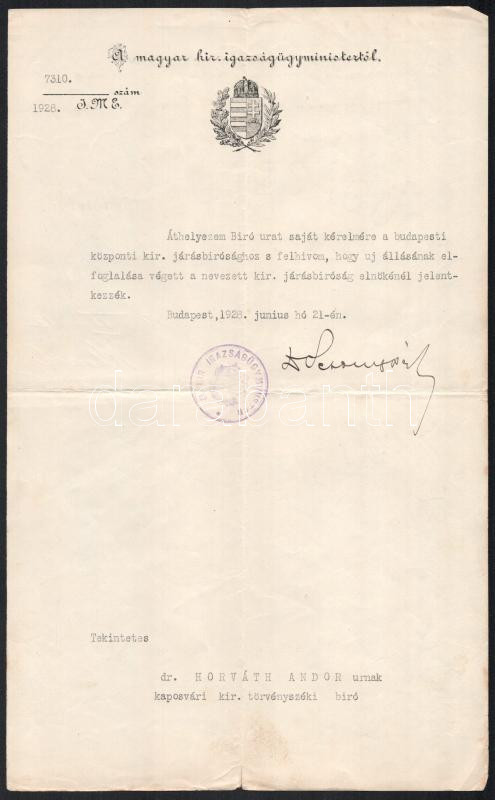 A magyar kir. igazságügyministertől.
7310.
szám
1928. I.M.E.
Áthelyezem Biró urat saját kérelmére a budapesti
központi kir. járásbirósághoz s felhivom, hogy uj állásának el-
foglalása végett a nevezett kir. járásbiróság elnökénél jelent-
kezzék.
Budapest,1928. junius hó 21-én.
IGAZSÁGÜGYMINIS
darabanth
Tekintetes
dr. HORVÁTH ANDOR urnak
kaposvári kir. törvényszéki biró